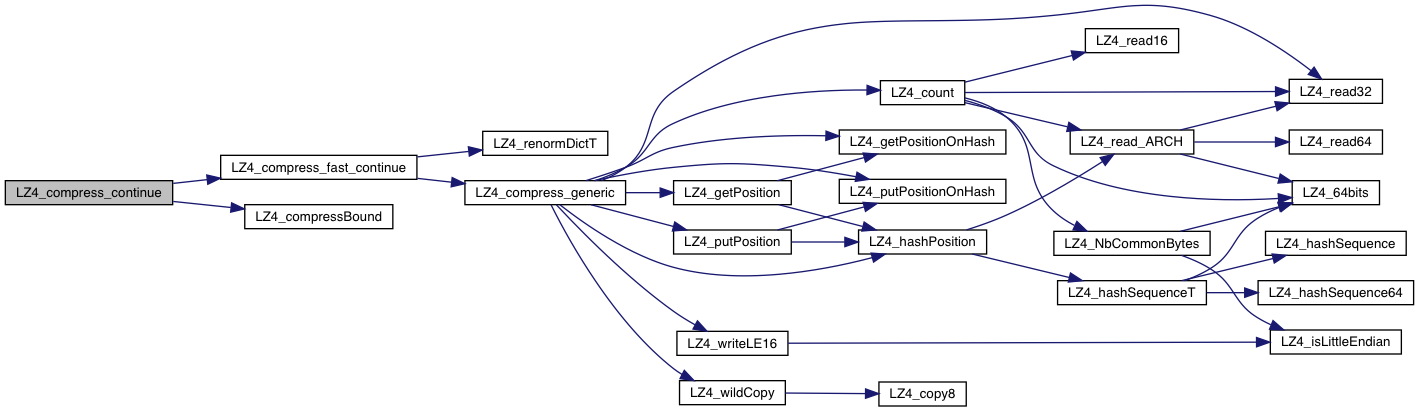 LZ4_compress_continue
LZ4_compress_fast_continue
LZ4_compressBound
LZ4_renormDictT
LZ4_compress_generic
LZ4_count
LZ4_getPositionOnHash
LZ4_getPosition
LZ4_putPositionOnHash
LZ4_putPosition
LZ4_hashPosition
LZ4_writeLE16
LZ4_wildCopy
LZ4_copy8
LZ4_read16
LZ4_read_ARCH
LZ4_NbCommonBytes
LZ4_hashSequenceT
LZ4_read32
LZ4_read64
LZ4_64bits
LZ4_hashSequence
LZ4_hashSequence64
LZ4_isLittleEndian